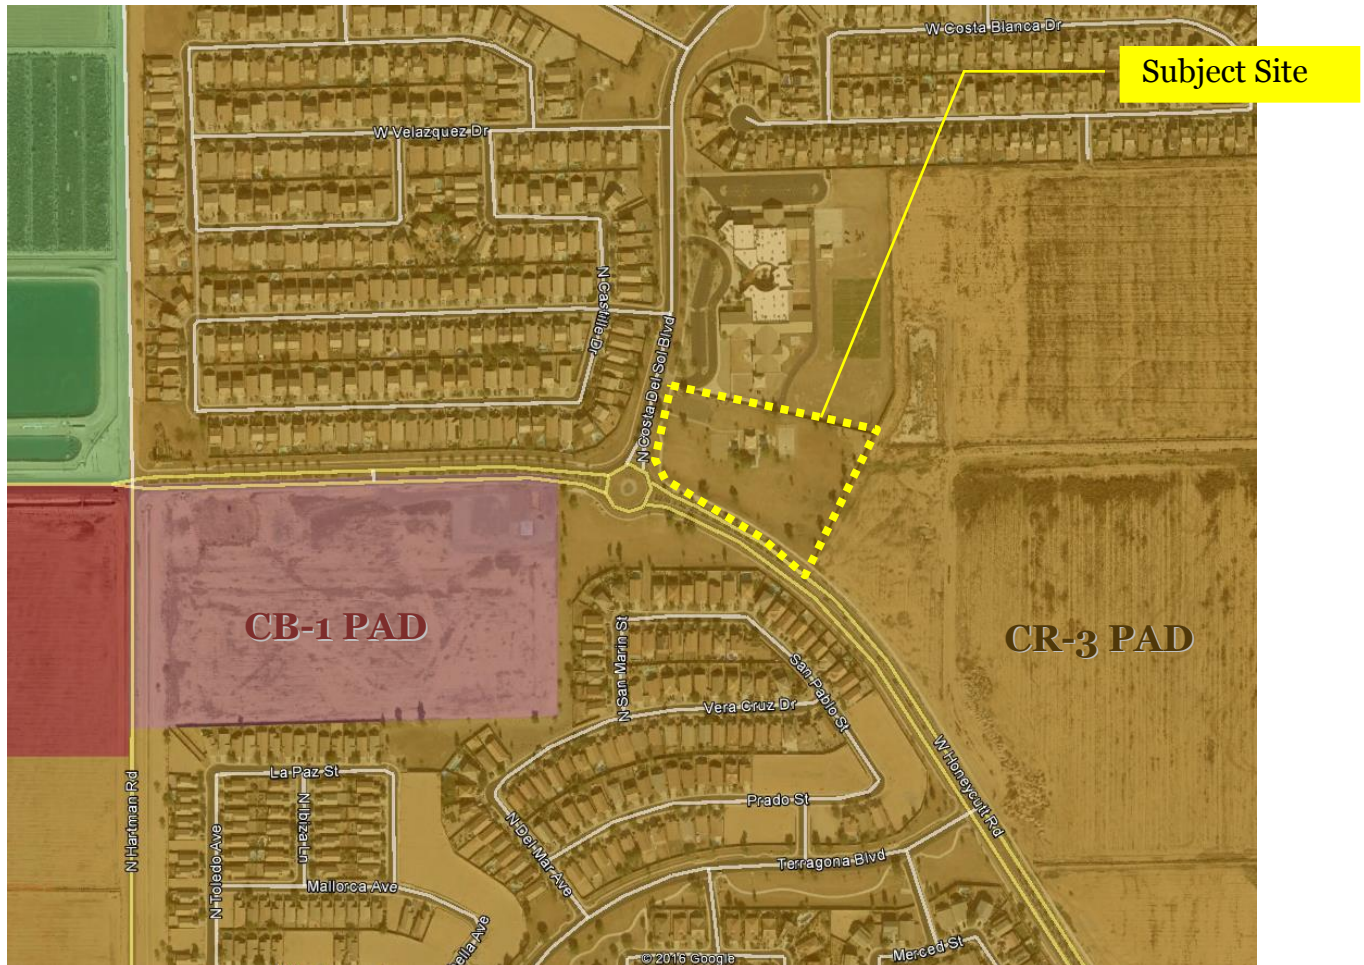 W Costa Blanca Dr
Subject Site
W Velazquez Dr
N Castille Dr
N Costa Del Sol Blvd
CB-1 PAD
CR-3 PAD
N San Marin St
San Pablo St
Vera Cruz Dr
W Honeycutt Rd
La Paz St
N Hartman Rd
N Ibiza Ln
Prado St
N Toledo Ave
N Del Mar Ave
Terragona Blvd
Mallorca Ave
ella Ave
Merced St
© 2016 Google